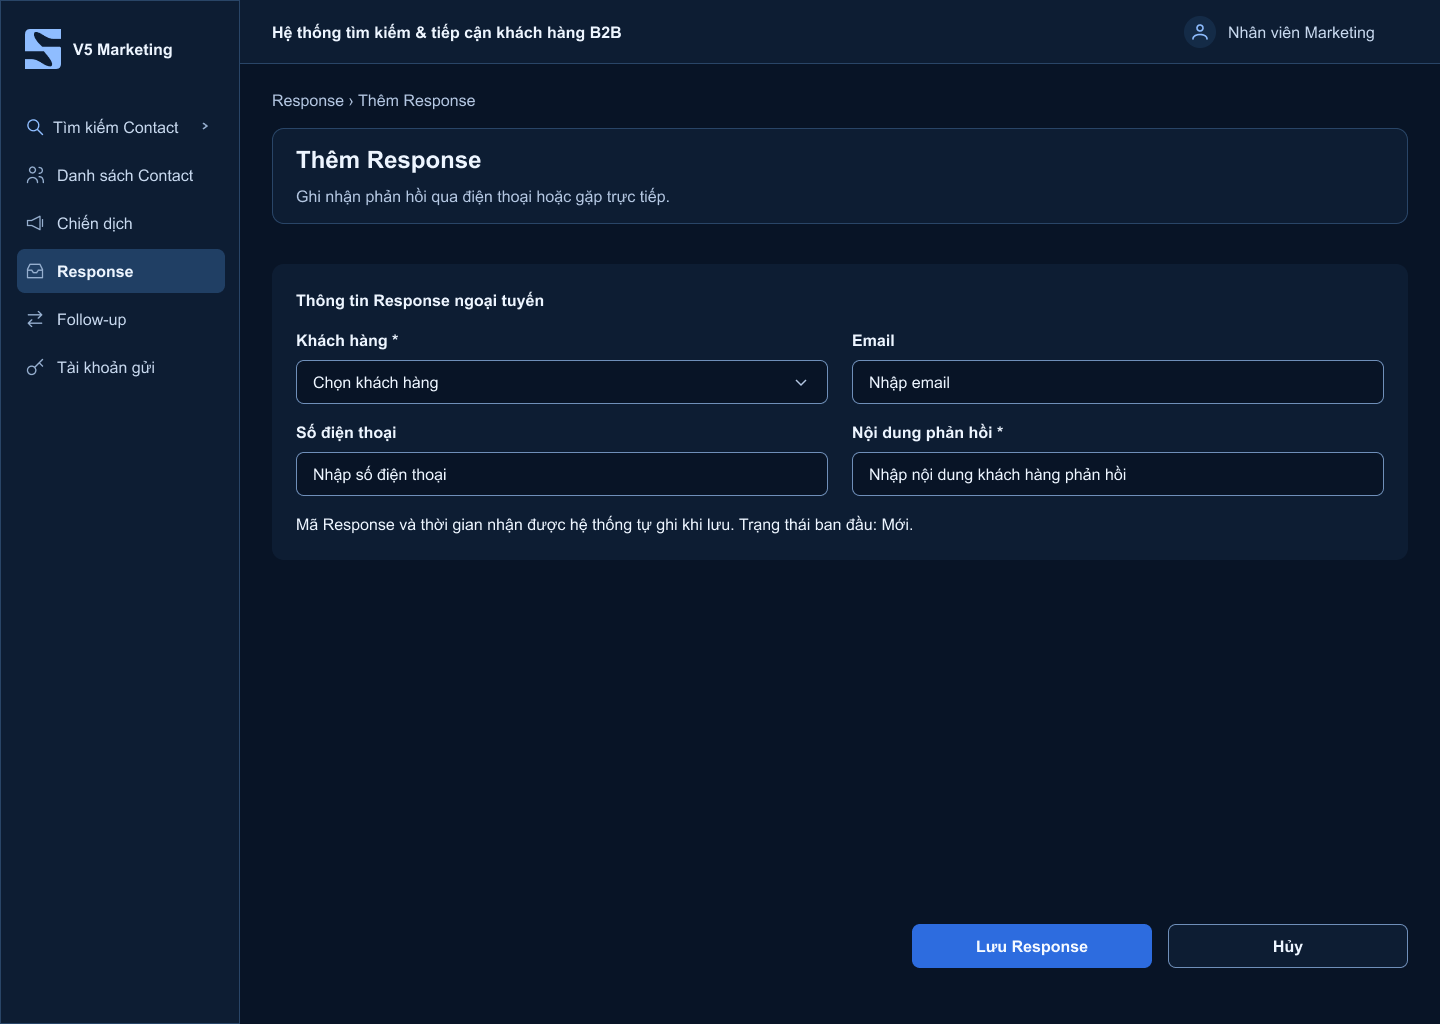 V5 Marketing
Tìm kiếm Contact
Danh sách Contact
Chiến dịch
Response
Follow-up
Tài khoản gửi
Hệ thống tìm kiếm & tiếp cận khách hàng B2B
Nhân viên Marketing
Response › Thêm Response
Thêm Response
Ghi nhận phản hồi qua điện thoại hoặc gặp trực tiếp.
Thông tin Response ngoại tuyến
Khách hàng *
Email
Chọn khách hàng
Nhập email
Số điện thoại
Nội dung phản hồi *
Nhập số điện thoại
Nhập nội dung khách hàng phản hồi
Mã Response và thời gian nhận được hệ thống tự ghi khi lưu. Trạng thái ban đầu: Mới.
Lưu Response
Hủy